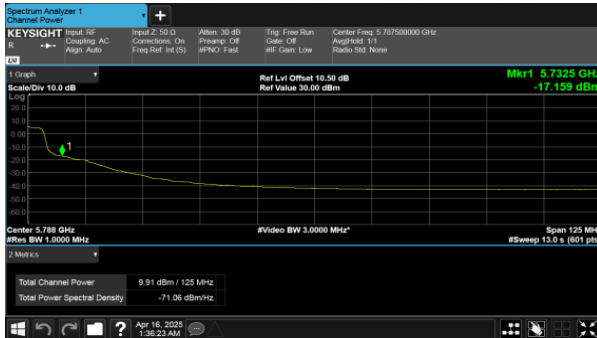 Spectrum Analyzer 1
Channel Power
+
KEYSIGHT
R
LXI
Input: RF
Coupling: AC
Align: Auto
Input Z: 50 Ω
Corrections: On
Freq Ref: Int (S)
Atten: 30 dB
Preamp: Off
#PNO: Fast
Trig: Free Run
Gate: Off
#IF Gain: Low
Center Freq: 5.787500000 GHz
Avg|Hold: 1/1
Radio Std: None
1 Graph
Scale/Div 10.0 dB
Ref Lvl Offset 10.50 dB
Ref Value 30.00 dBm
Mkr1 5.7325 GH
-17.159 dBm
Log
20.0
10.0
0.00
-10.0
-20.0
-30.0
-40.0
-50.0
-60.0
1
Center 5.788 GHz
#Res BW 1.0000 MHz
#Video BW 3.0000 MHz*
Span 125 MH
#Sweep 13.0 s (601 pts
2 Metrics
Total Channel Power 9.91 dBm / 125 MHz
Total Power Spectral Density -71.06 dBm/Hz
?
Apr 16, 2025
1:36:23 AM